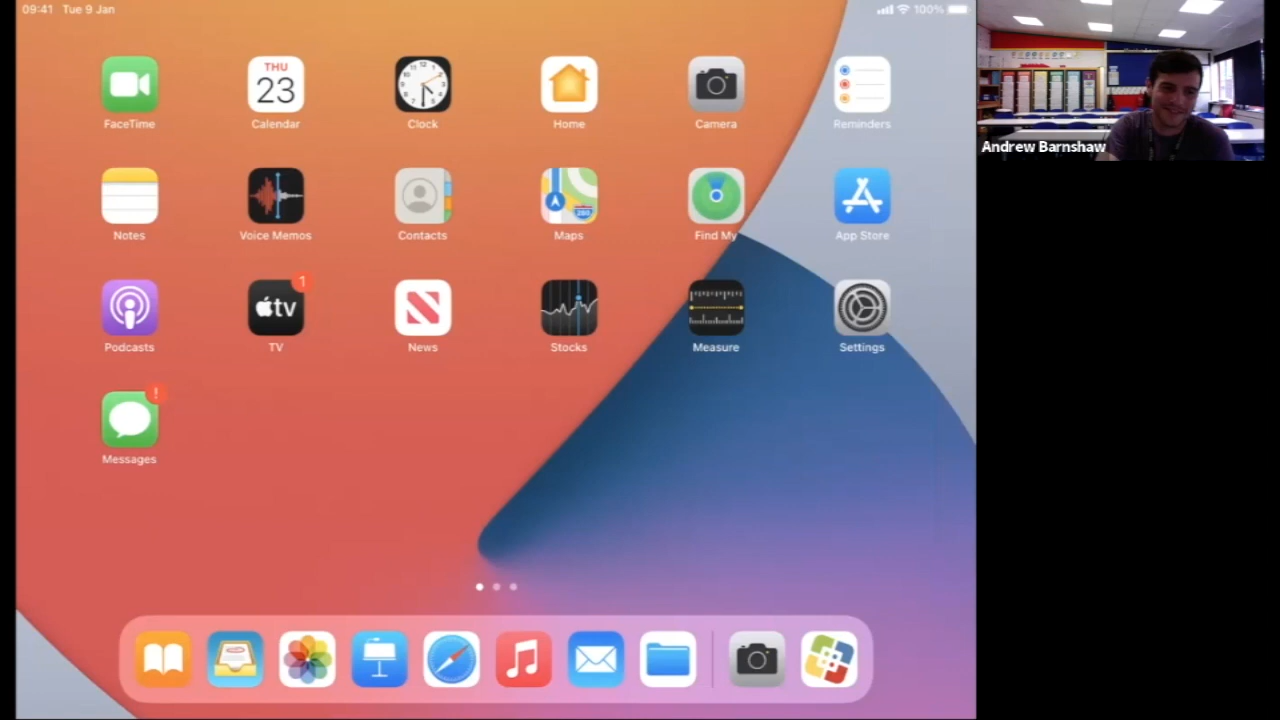 09:41 Tue 9 Jan
100%
THU
23
FaceTime
Calendar
Clock
Home
Camera
Reminders
280
Notes
Voice Memos
Contacts
Maps
Find My
App Store
1
tv
Podcasts
TV
News
Stocks
Measure
Settings
!
Messages
Andrew Barnshaw